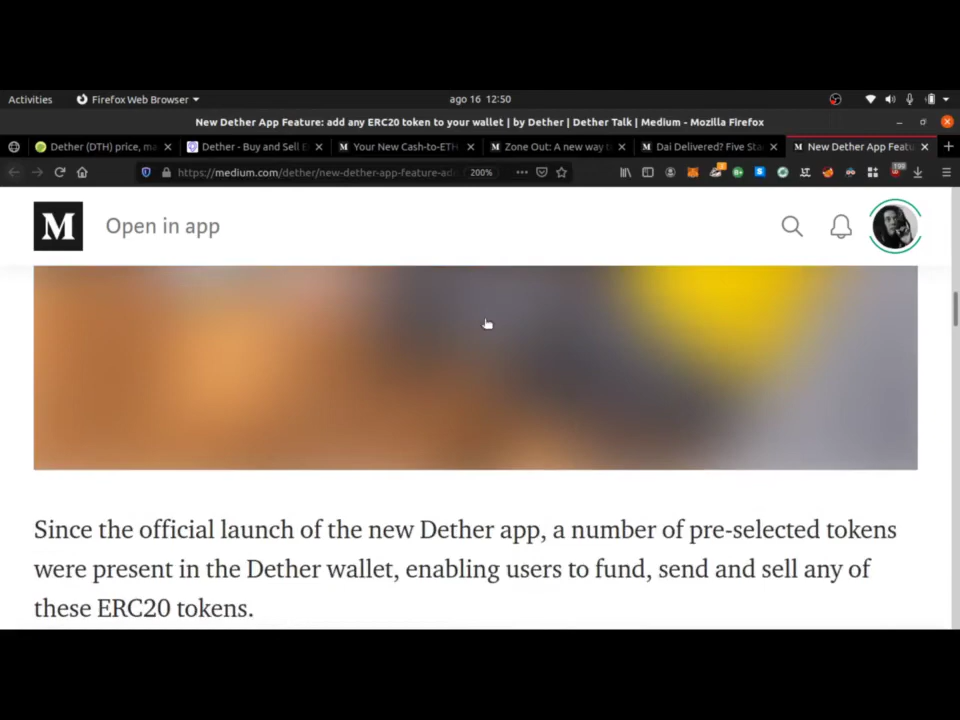 Activities Firefox Web Browser ago 16 12:50
New Dether App Feature: add any ERC20 token to your wallet | by Dether | Dether Talk | Medium - Mozilla Firefox
Dether (DTH) price, ma Dether - Buy and Sell E Your New Cash-to-ETH Zone Out: A new way t Dai Delivered? Five Sta New Dether App Featu
https://medium.com/dether/new-dether-app-feature-ad 200%
M Open in app
Since the official launch of the new Dether app, a number of pre-selected tokens
were present in the Dether wallet, enabling users to fund, send and sell any of
these ERC20 tokens.